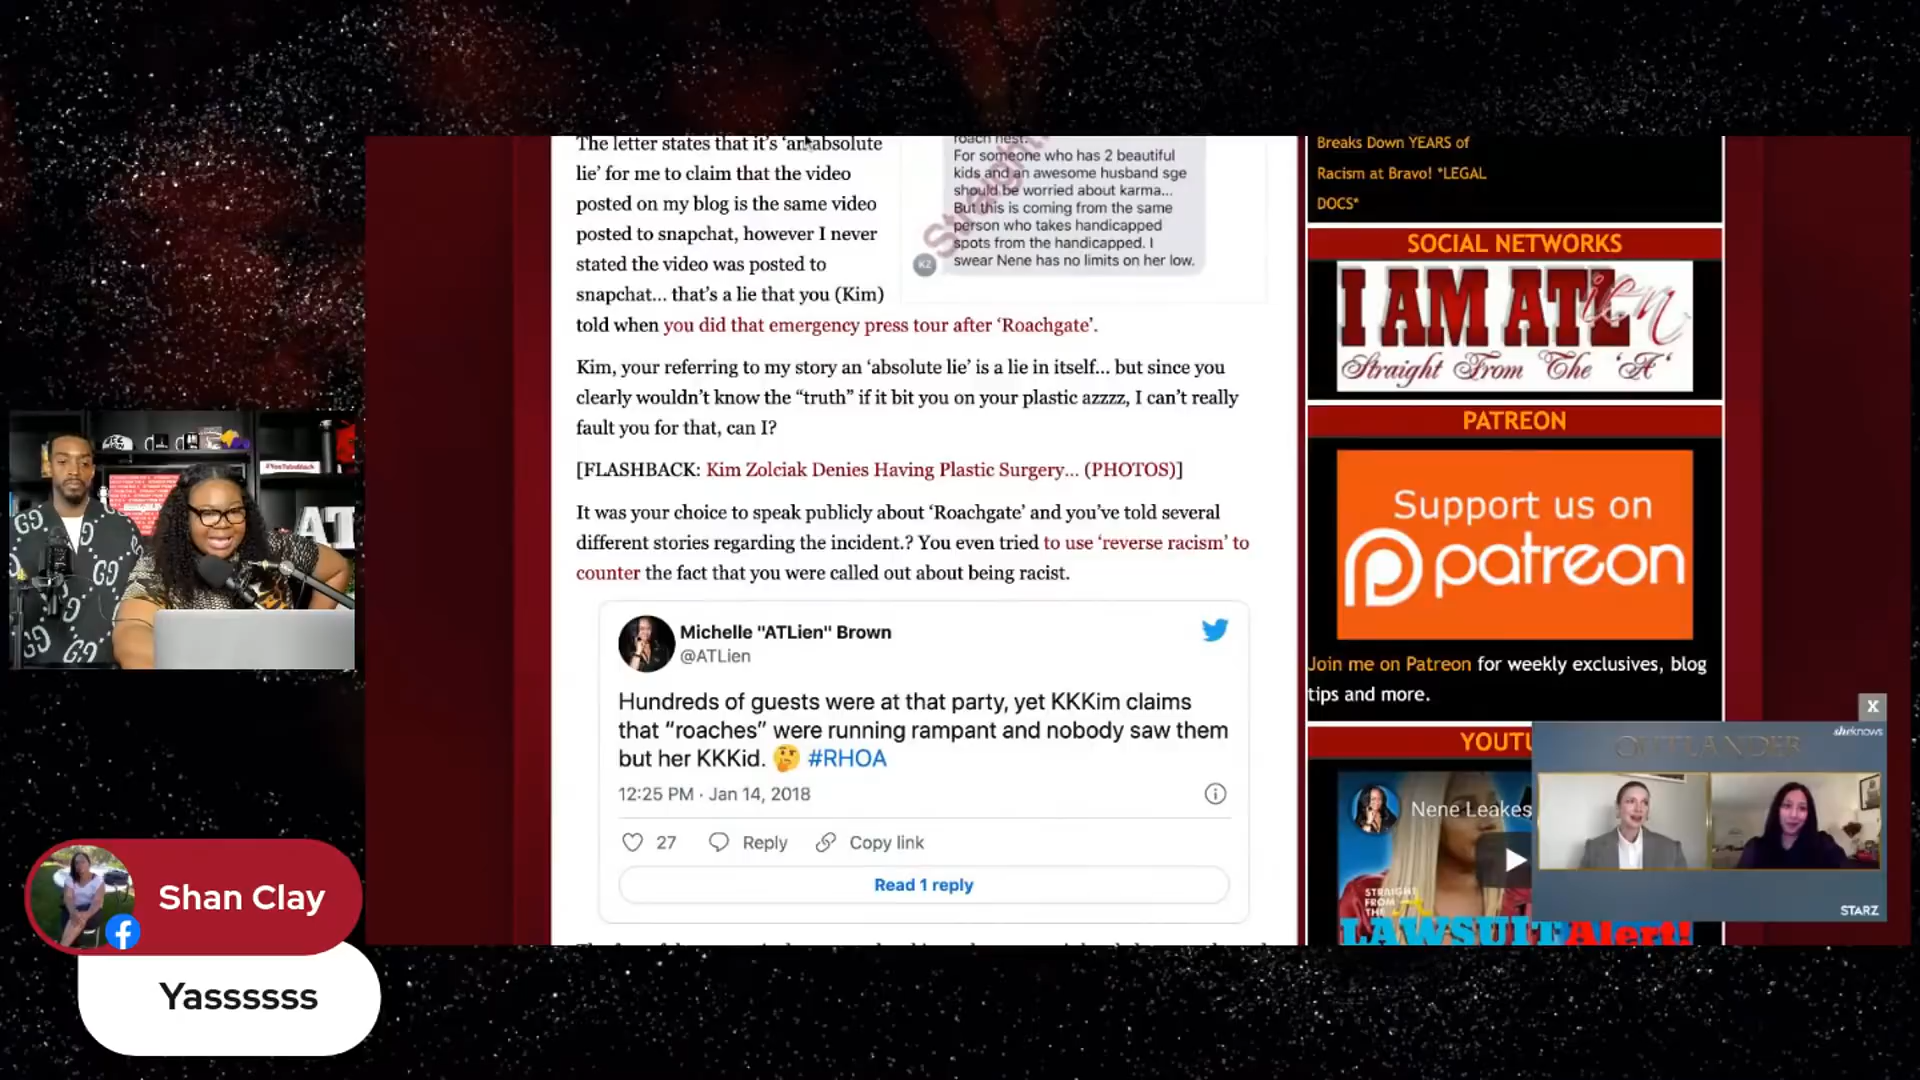 The letter states that it's 'an absolute
lie' for me to claim that the video
posted on my blog is the same video
posted to snapchat, however I never
stated the video was posted to
snapchat... that's a lie that you (Kim)
told when you did that emergency press tour after 'Roachgate'.
roach nest.
For someone who has 2 beautiful
kids and an awesome husband sge
should be worried about karma...
But this is coming from the same
person who takes handicapped
spots from the handicapped. I
swear Nene has no limits on her low.
KZ
Straight
Kim, your referring to my story an 'absolute lie' is a lie in itself... but since you
clearly wouldn't know the "truth" if it bit you on your plastic azzzz, I can't really
fault you for that, can I?
[FLASHBACK: Kim Zolciak Denies Having Plastic Surgery... (PHOTOS)]
It was your choice to speak publicly about 'Roachgate' and you've told several
different stories regarding the incident.? You even tried to use 'reverse racism' to
counter the fact that you were called out about being racist.
Michelle "ATLien" Brown
@ATLien
Hundreds of guests were at that party, yet KKKim claims
that "roaches" were running rampant and nobody saw them
but her KKKid. 🤔 #RHOA
12:25 PM · Jan 14, 2018
27 Reply Copy link
Read 1 reply
Breaks Down YEARS of
Racism at Bravo! *LEGAL
DOCS*
SOCIAL NETWORKS
I AM ATLien
Straight From The 'A'
PATREON
Support us on
patreon
Join me on Patreon for weekly exclusives, blog
tips and more.
YOUTU
Nene Leakes
STRAIGHT
FROM
THE A
LAWSUIT Alert!
X
sheknows
OUTLANDER
STARZ
#YouTubeBlack
AT
Shan Clay
Yassssss